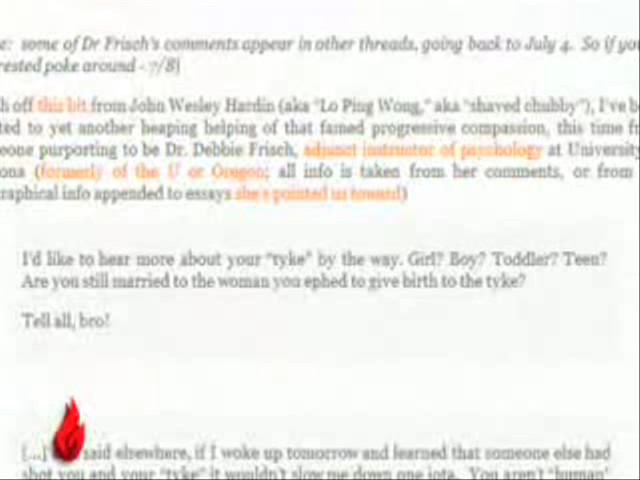 e: some of Dr Frisch's comments appear in other threads, going back to July 4. So if you
rested poke around - 7/8]
h off this bit from John Wesley Hardin (aka "Lo Ping Wong," aka "shaved chubby"), I've b
ted to yet another heaping helping of that famed progressive compassion, this time fr
eone purporting to be Dr. Debbie Frisch, adjunct instructor of psychology at University
ona (formerly of the U or Oregon; all info is taken from her comments, or from
raphical info appended to essays she's pointed us toward)
I'd like to hear more about your "tyke" by the way. Girl? Boy? Toddler? Teen?
Are you still married to the woman you ephed to give birth to the tyke?
Tell all, bro!
[...] said elsewhere, if I woke up tomorrow and learned that someone else had
shot you and your "tyke" it wouldn't slow me down one iota. You aren't "human"